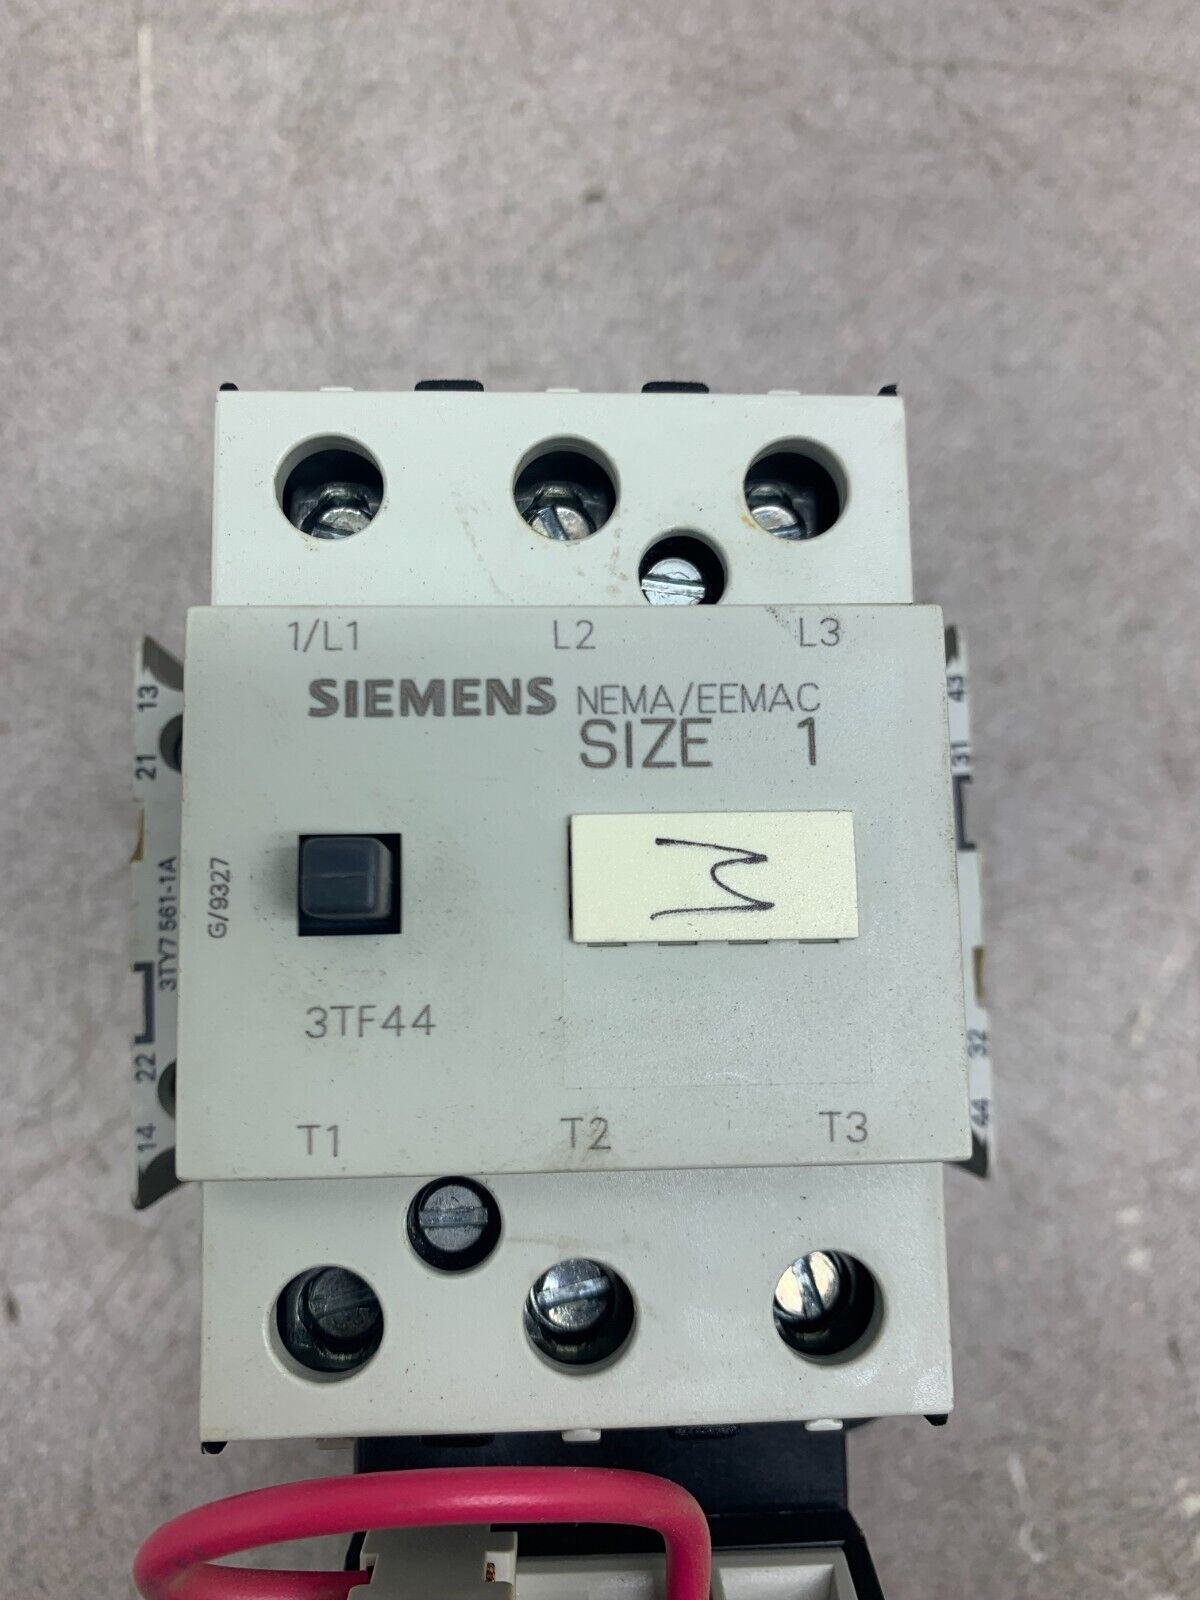 1/L1 L2 L3
SIEMENS NEMA/EEMAC
SIZE 1
13
21
3TY7 561-1A
22
14
G/9327
43
31
32
44
3TF44
T1 T2 T3